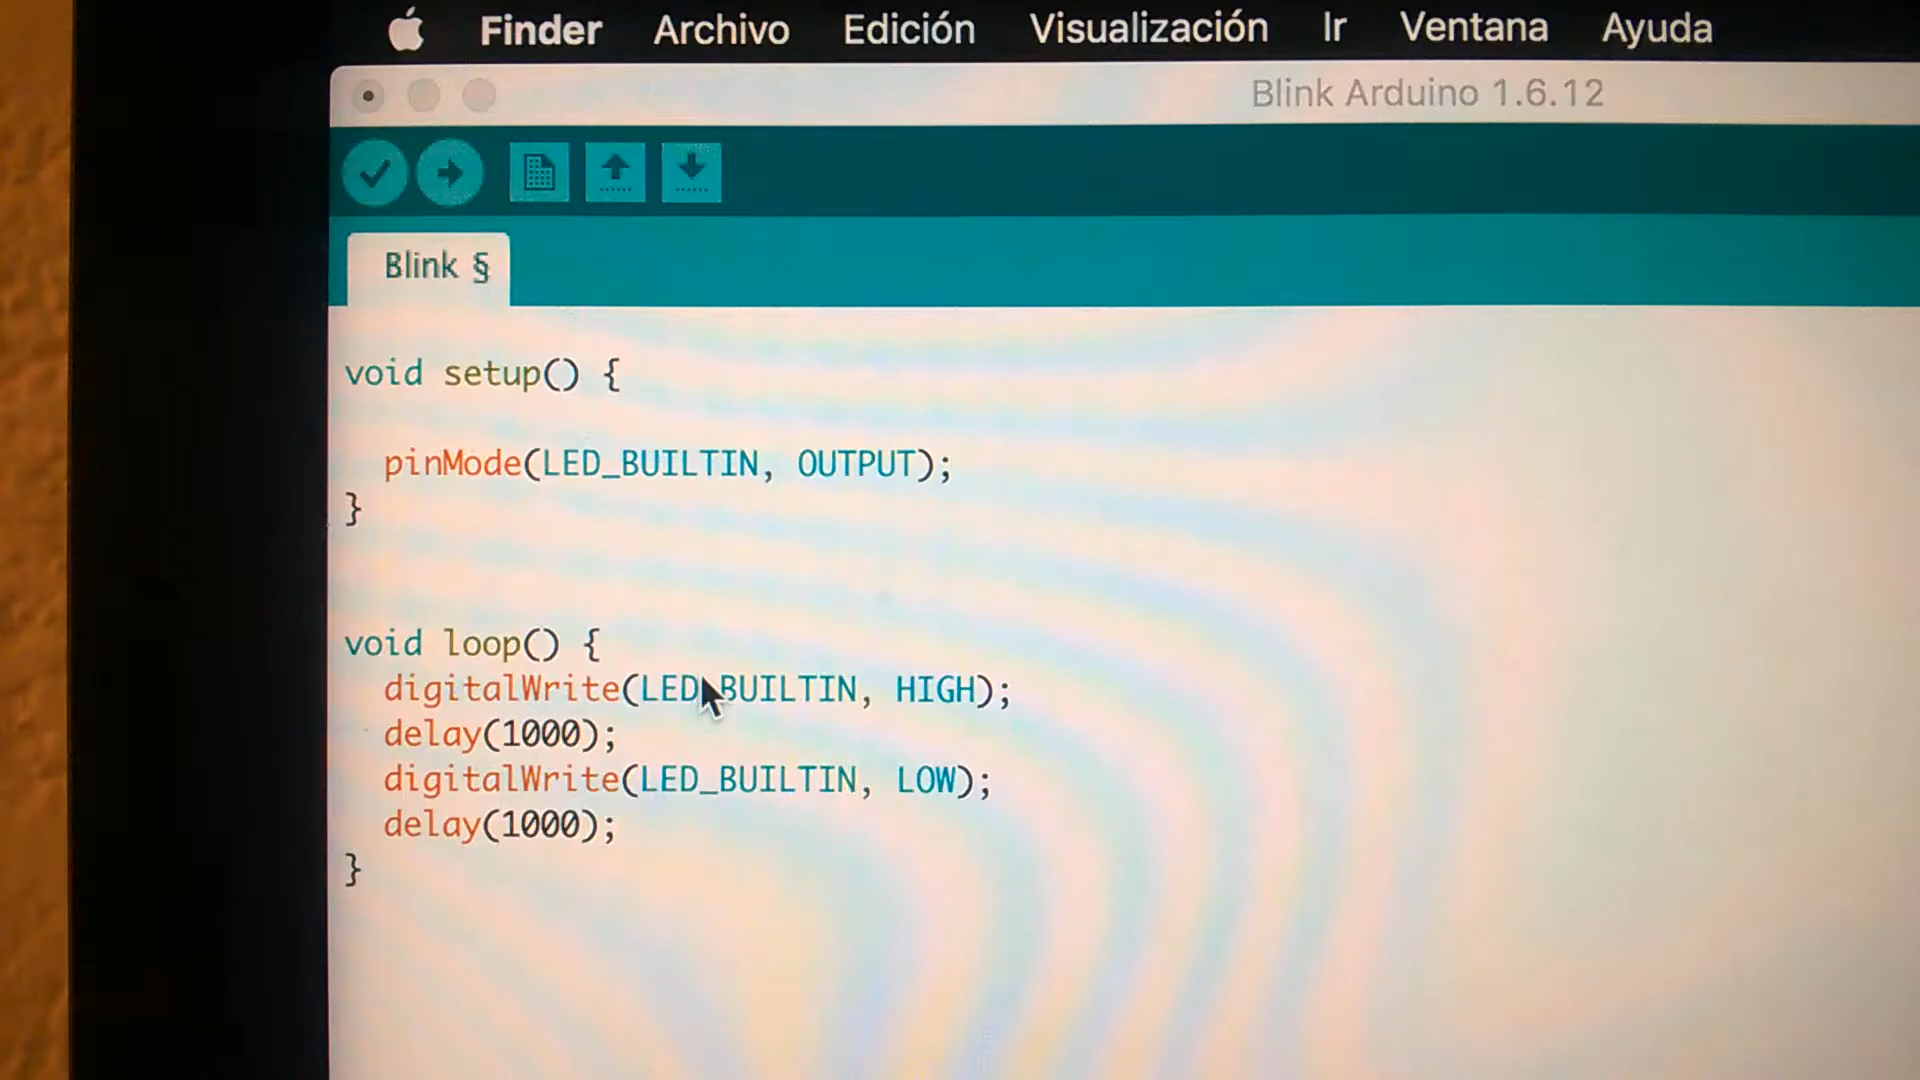 Finder Archivo Edición Visualización Ir Ventana Ayuda
Blink Arduino 1.6.12
Blink §
void setup() {
pinMode(LED_BUILTIN, OUTPUT);
}
void loop() {
digitalWrite(LED_BUILTIN, HIGH);
delay(1000);
digitalWrite(LED_BUILTIN, LOW);
delay(1000);
}